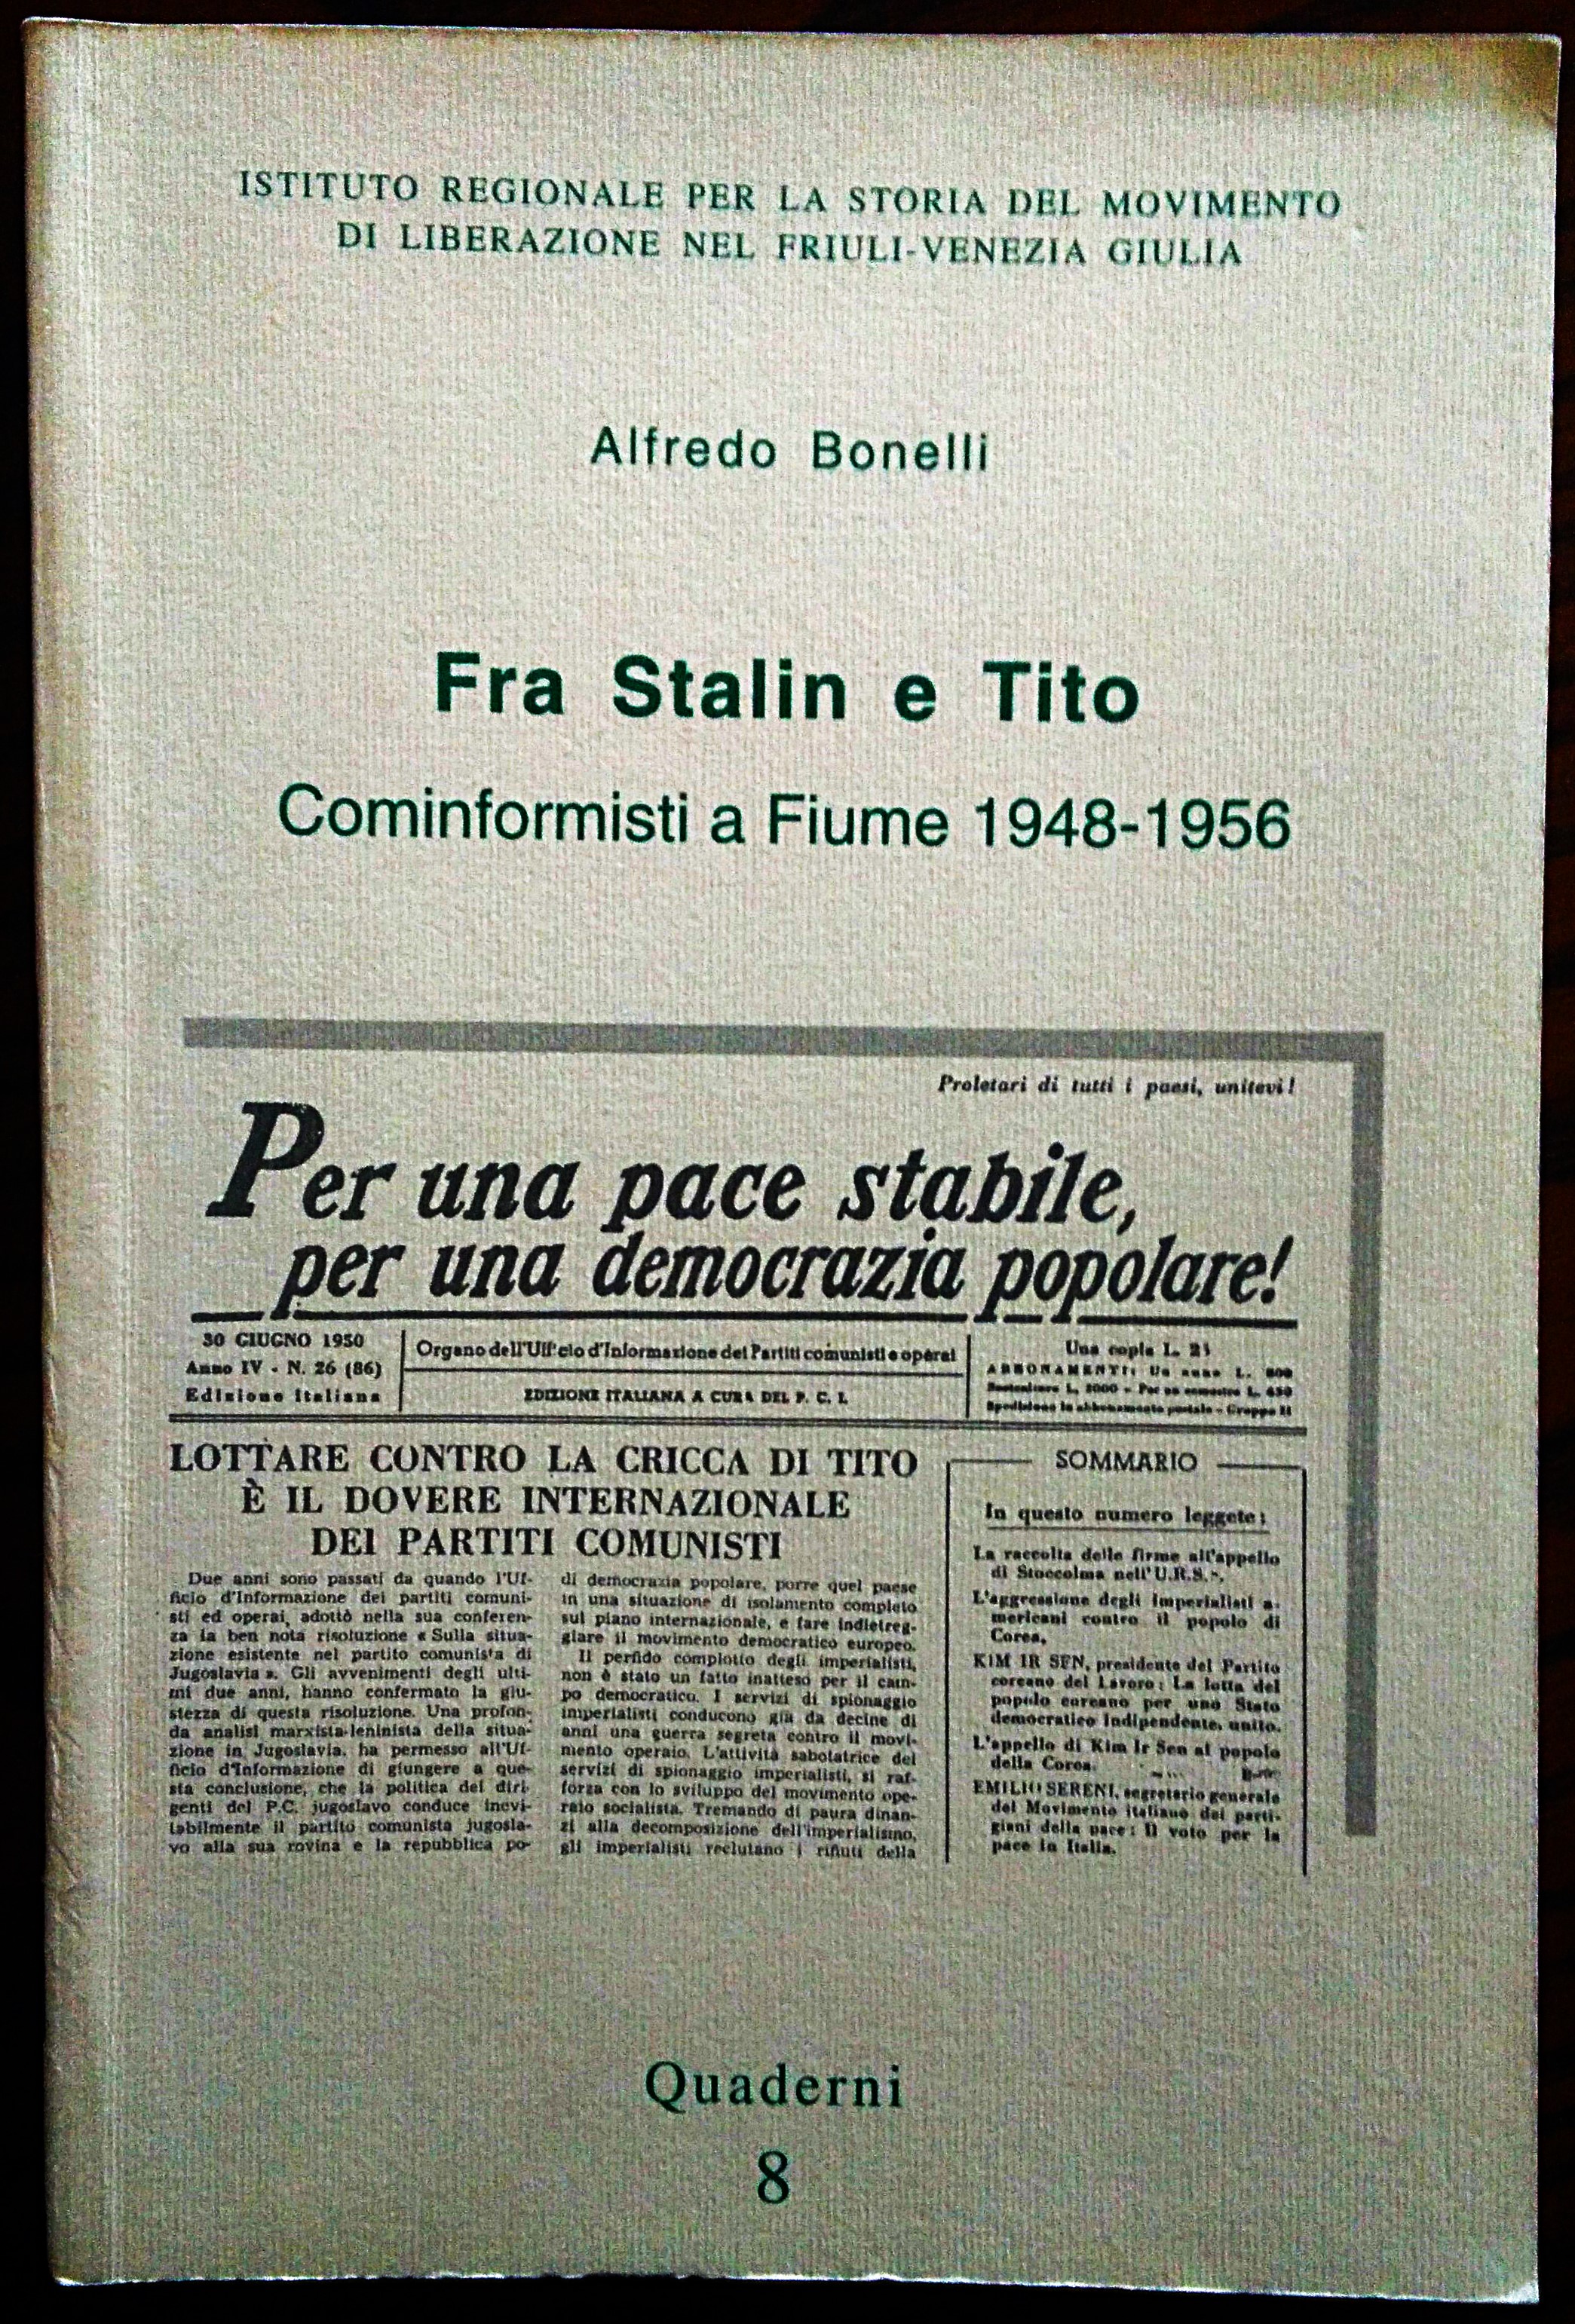 ISTITUTO REGIONALE PER LA STORIA DEL MOVIMENTO
DI LIBERAZIONE NEL FRIULI-VENEZIA GIULIA
Alfredo Bonelli
Fra Stalin e Tito
Cominformisti a Fiume 1948-1956
Proletari di tutti i paesi, unitevi!
Per una pace stabile,
per una democrazia popolare!
30 GIUGNO 1950
Anno IV - N. 26 (86)
Edizione italiana
Organo dell'Ufficio d'Informazione dei Partiti comunisti e operai
EDIZIONE ITALIANA A CURA DEL P. C. I.
Una copia L.
ABBONAMENTI: Un anno L.
Sostenitore L. 1000 - Per un semestre L.
Spedizione in abbonamento postale - Gruppo II
LOTTARE CONTRO LA CRICCA DI TITO
È IL DOVERE INTERNAZIONALE
DEI PARTITI COMUNISTI
Due anni sono passati da quando l'Uf-
ficio d'Informazione dei partiti comuni-
sti ed operai, adottò nella sua conferen-
za la ben nota risoluzione « Sulla situa-
zione esistente nel partito comunista di
Jugoslavia ». Gli avvenimenti degli ulti-
mi due anni, hanno confermato la giu-
stezza di questa risoluzione. Una profon-
da analisi marxista-leninista della situa-
zione in Jugoslavia, ha permesso all'Uf-
ficio d'Informazione di giungere a que-
sta conclusione, che la politica dei diri-
genti del P.C. jugoslavo conduce inevi-
tabilmente il partito comunista jugosla-
vo alla sua rovina e la repubblica po-
di democrazia popolare, porre quel paese
in una situazione di isolamento completo
sul piano internazionale, e fare indietreg-
giare il movimento democratico europeo.
Il perfido complotto degli imperialisti,
non è stato un fatto inatteso per il cam-
po democratico. I servizi di spionaggio
imperialisti conducono già da decine di
anni una guerra segreta contro il movi-
mento operaio. L'attività sabotatrice dei
servizi di spionaggio imperialisti, si raf-
forza con lo sviluppo del movimento ope-
raio socialista. Tremando di paura dinan-
zi alla decomposizione dell'imperialismo,
gli imperialisti reclutano i rifiuti della
SOMMARIO
In questo numero leggete:
La raccolta delle firme all'appello
di Stoccolma nell'U.R.S.S.
L'aggressione degli imperialisti a-
mericani contro il popolo di
Corea.
KIM IR SEN, presidente del Partito
coreano del Lavoro: La lotta del
popolo coreano per uno Stato
democratico indipendente, unito.
L'appello di Kim Ir Sen al popolo
della Corea.
EMILIO SERENI, segretario generale
del Movimento italiano dei parti-
giani della pace: Il voto per la
pace in Italia.
Quaderni
8